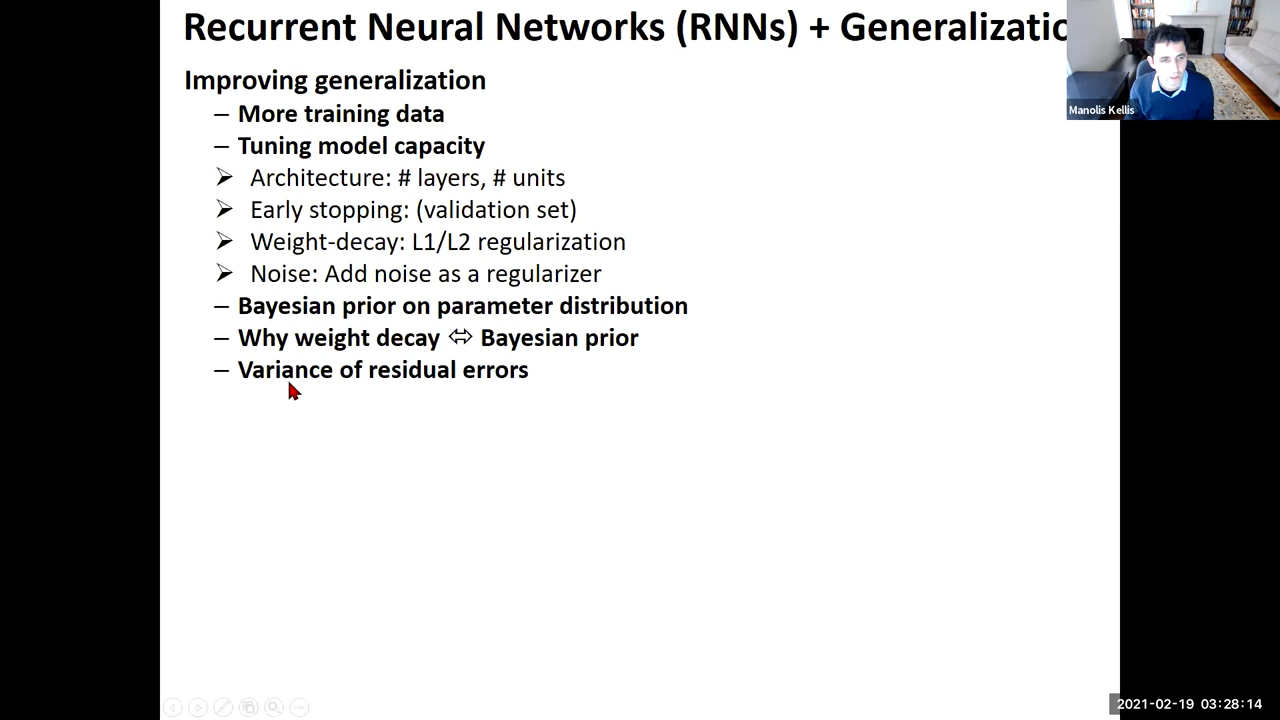 Recurrent Neural Networks (RNNs) + Generalizatio
Improving generalization
– More training data
– Tuning model capacity
➢ Architecture: # layers, # units
➢ Early stopping: (validation set)
➢ Weight-decay: L1/L2 regularization
➢ Noise: Add noise as a regularizer
– Bayesian prior on parameter distribution
– Why weight decay ⇔ Bayesian prior
– Variance of residual errors
Manolis Kellis
2021-02-19 03:28:14